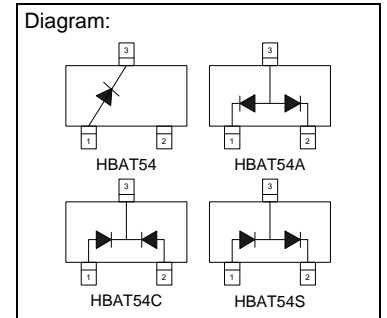 Diagram:
3 3
1 2 1 2
HBAT54 HBAT54A
3 3
1 2 1 2
HBAT54C HBAT54S